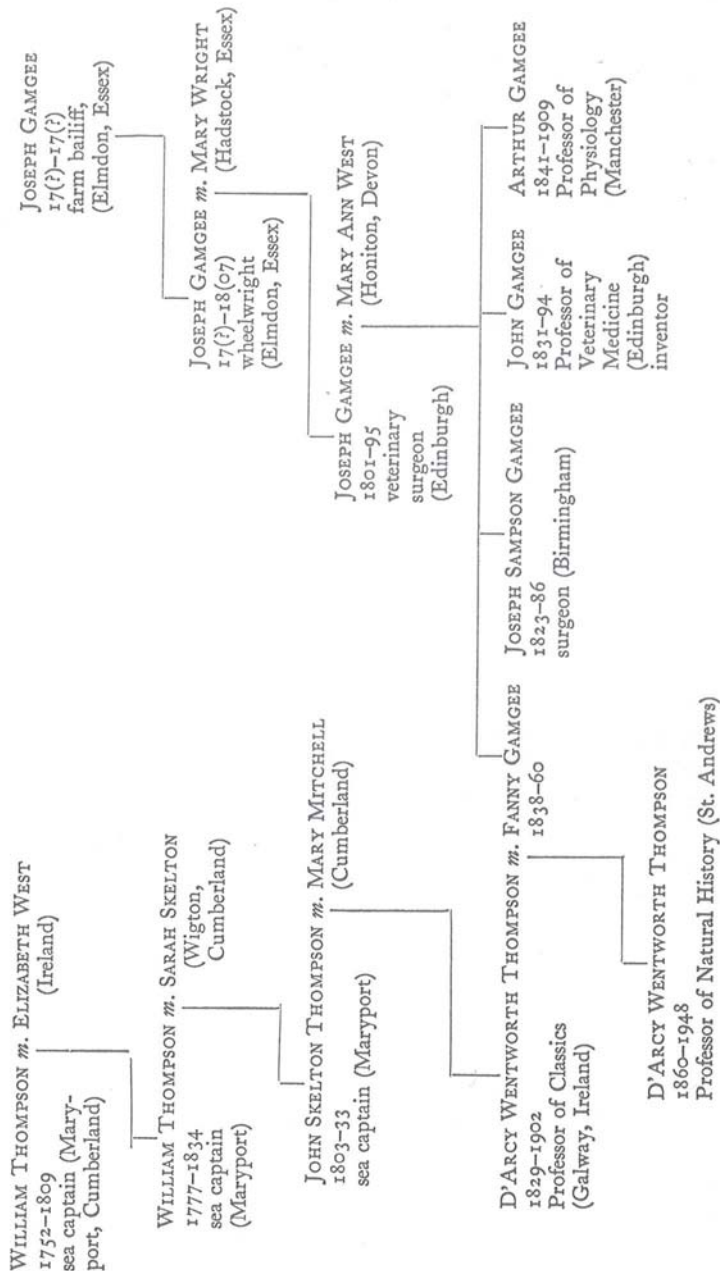 WILLIAM THOMPSON m. ELIZABETH WEST
1752–1809
(Ireland)
sea captain (Mary-
port, Cumberland)
WILLIAM THOMPSON m. SARAH SKELTON
1777–1834
(Wigton,
sea captain
Cumberland)
(Maryport)
JOHN SKELTON THOMPSON m. MARY MITCHELL
1803–33
(Cumberland)
sea captain (Maryport)
D'ARCY WENTWORTH THOMPSON m. FANNY GAMGEE
1829–1902
1838–60
Professor of Classics
(Galway, Ireland)
D'ARCY WENTWORTH THOMPSON
1860–1948
Professor of Natural History (St. Andrews)
JOSEPH GAMGEE
17(?)–17(?)
farm bailiff,
(Elmdon, Essex)
JOSEPH GAMGEE m. MARY WRIGHT
17(?)–18(07)
(Hadstock, Essex)
wheelwright
(Elmdon, Essex)
JOSEPH GAMGEE m. MARY ANN WEST
1801–95
(Honiton, Devon)
veterinary
surgeon
(Edinburgh)
JOSEPH SAMPSON GAMGEE
1823–86
surgeon (Birmingham)
JOHN GAMGEE
1831–94
Professor of
Veterinary
Medicine
(Edinburgh)
inventor
ARTHUR GAMGEE
1841–1909
Professor of
Physiology
(Manchester)